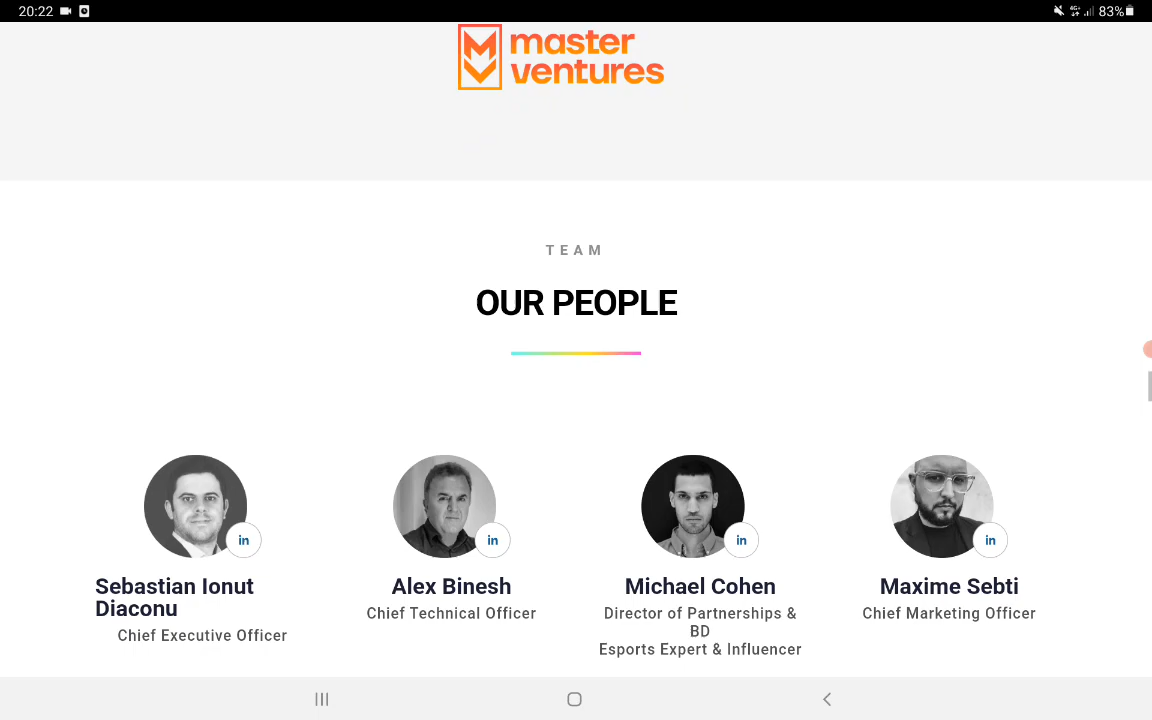 20:22
4G+ 83%
master
ventures
TEAM
OUR PEOPLE
in in in in
Sebastian Ionut
Diaconu
Chief Executive Officer
Alex Binesh
Chief Technical Officer
Michael Cohen
Director of Partnerships &
BD
Esports Expert & Influencer
Maxime Sebti
Chief Marketing Officer